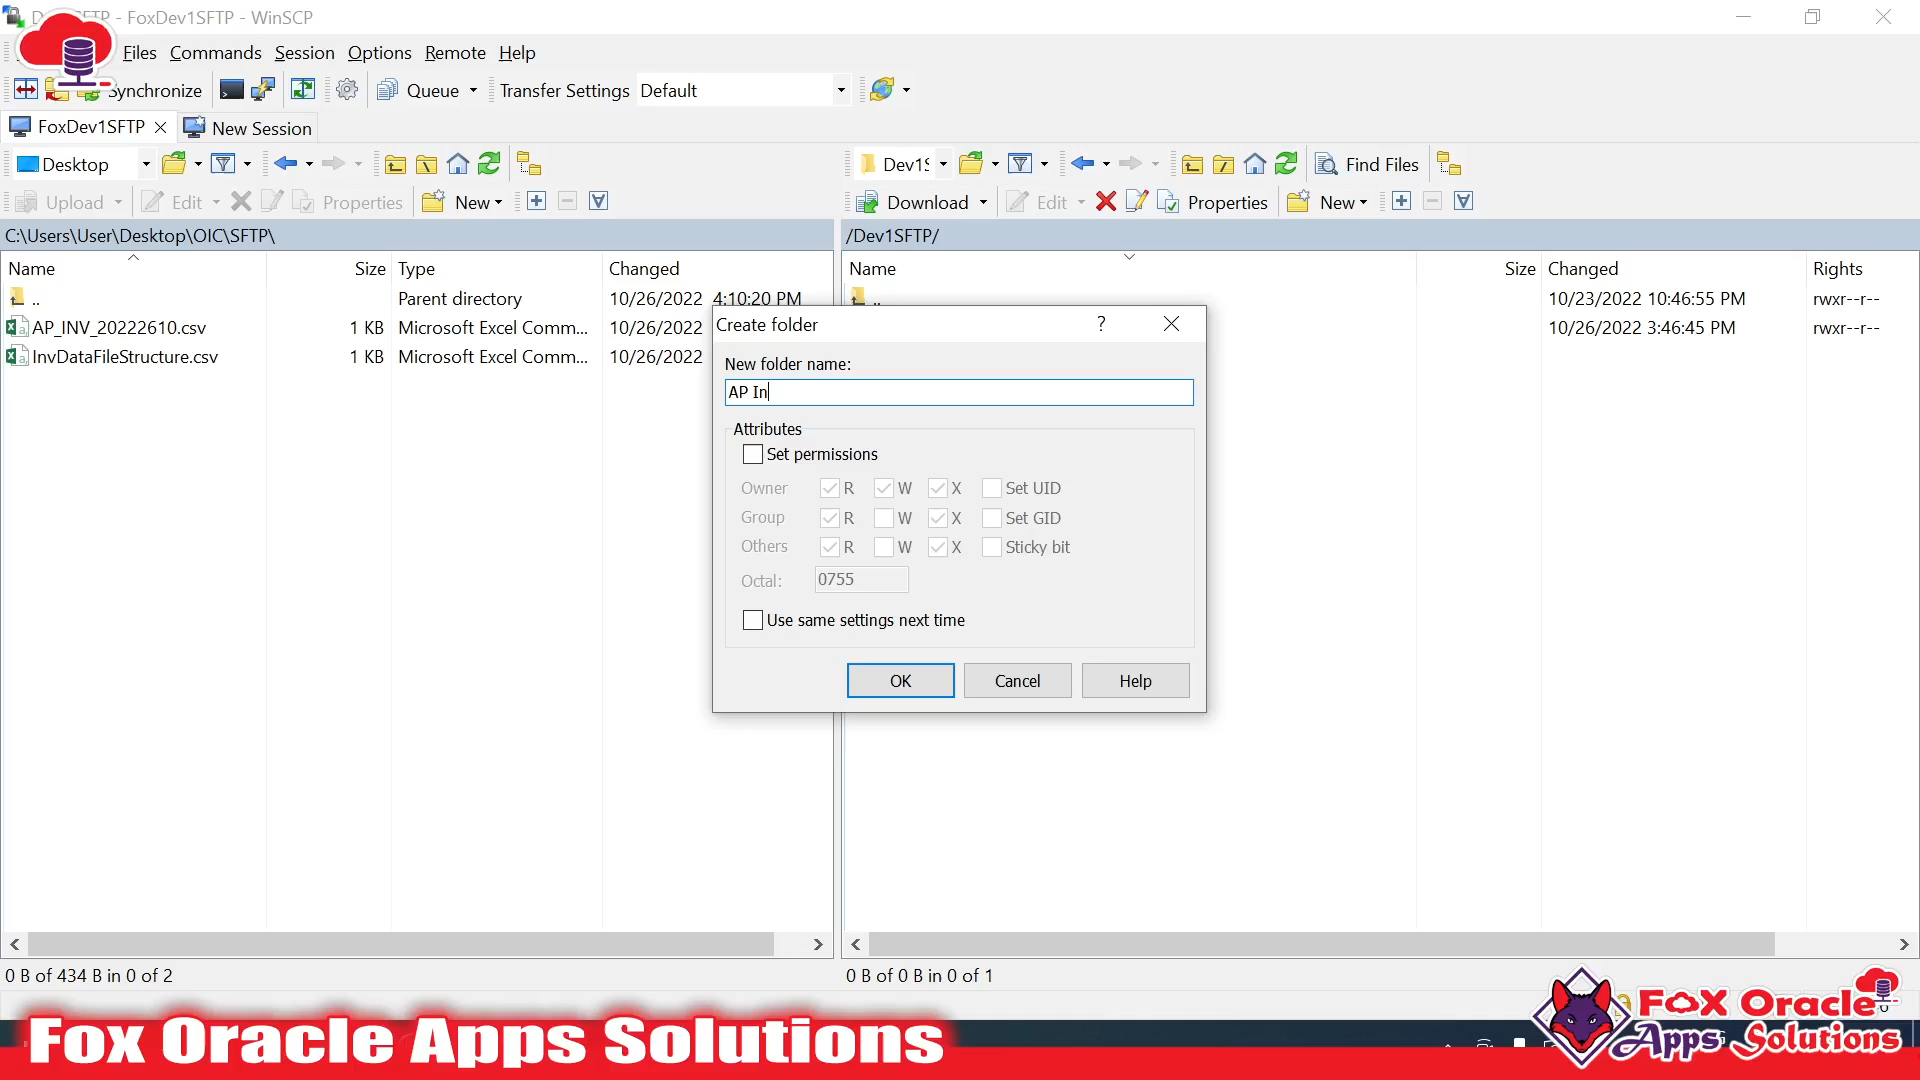 FoxDev1SFTP - WinSCP
Files Commands Session Options Remote Help
Synchronize Queue Transfer Settings Default
FoxDev1SFTP New Session
Desktop
Upload Edit Properties New
C:\Users\User\Desktop\OIC\SFTP\
Name Size Type Changed
.. Parent directory 10/26/2022 4:10:20 PM
AP_INV_20222610.csv 1 KB Microsoft Excel Comm... 10/26/2022
InvDataFileStructure.csv 1 KB Microsoft Excel Comm... 10/26/2022
0 B of 434 B in 0 of 2
Dev1S Find Files
Download Edit Properties New
/Dev1SFTP/
Name Size Changed Rights
.. 10/23/2022 10:46:55 PM rwxr--r--
10/26/2022 3:46:45 PM rwxr--r--
0 B of 0 B in 0 of 1
Create folder ?
New folder name:
AP In
Attributes
Set permissions
Owner R W X Set UID
Group R W X Set GID
Others R W X Sticky bit
Octal: 0755
Use same settings next time
OK Cancel Help
Fox Oracle Apps Solutions
Fox Oracle
Apps Solutions